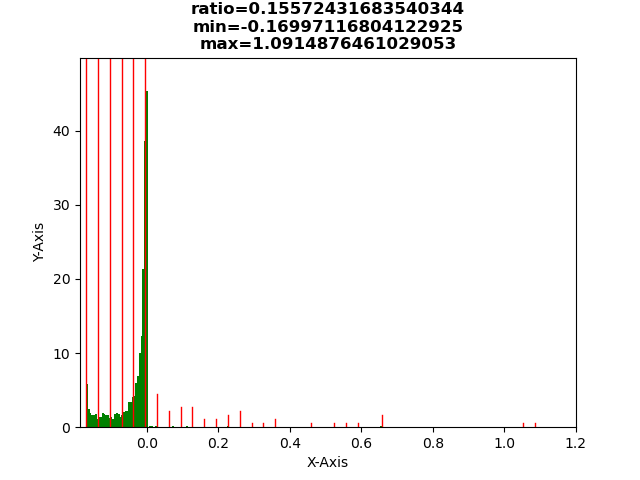 ratio=0.15572431683540344
min=-0.16997116804122925
max=1.0914876461029053
Y-Axis
40
30
20
10
0
0.0 0.2 0.4 0.6 0.8 1.0 1.2
X-Axis